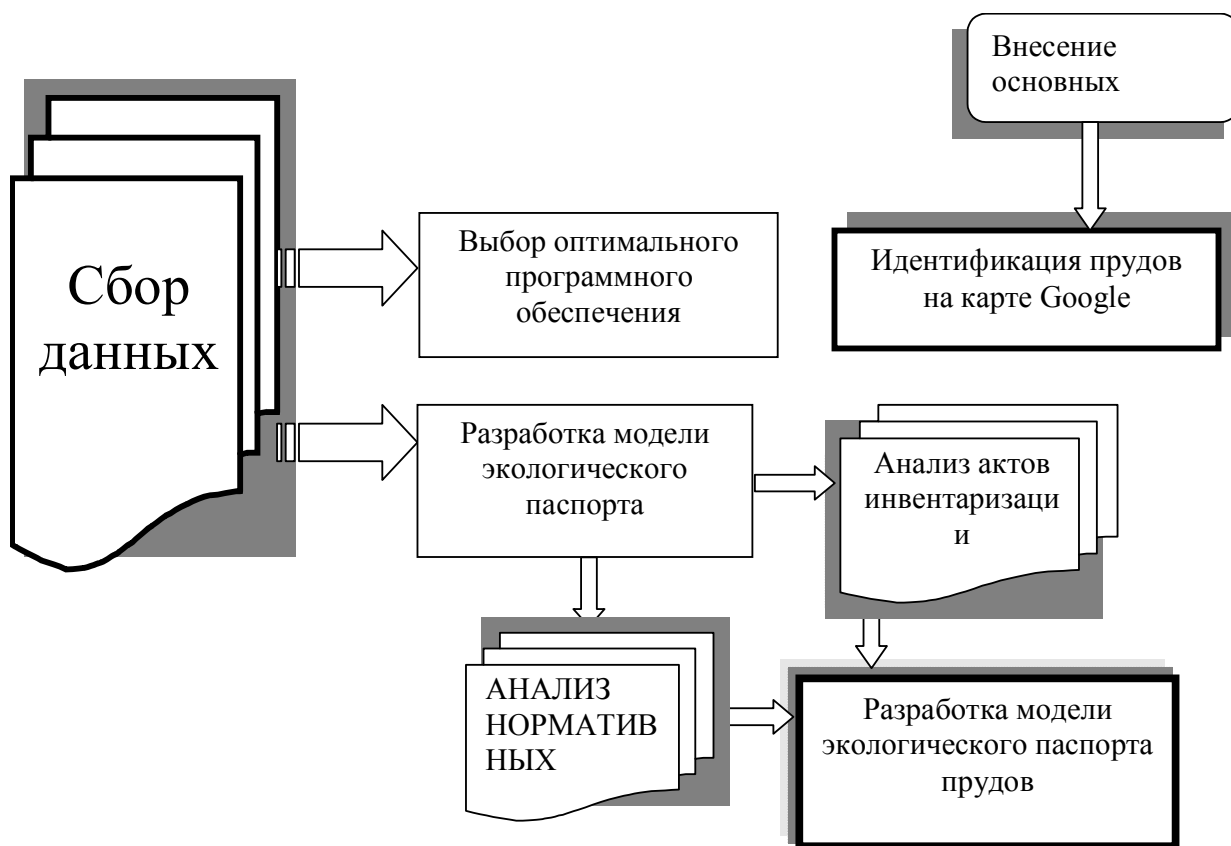 Внесение
основных
Сбор
данных
Выбор оптимального
программного
обеспечения
Идентификация прудов
на карте Google
Разработка модели
экологического
паспорта
Анализ актов
инвентаризаци
и
АНАЛИЗ
НОРМАТИВ
НЫХ
Разработка модели
экологического паспорта
прудов